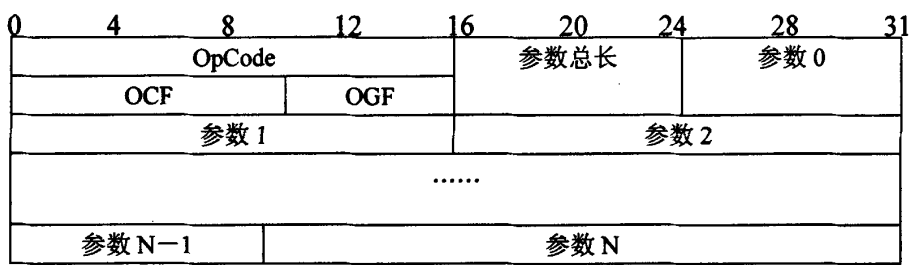 0 4 8 12 16 20 24 28 31
OpCode 参数总长 参数 0
OCF OGF
参数 1 参数 2
……
参数 N－1 参数 N